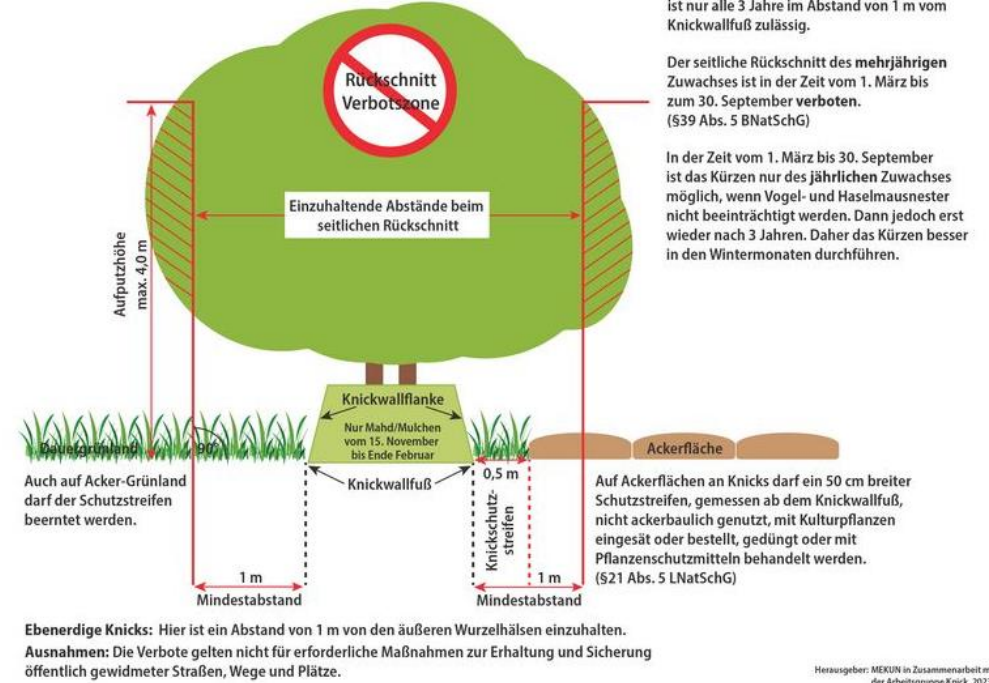 ist nur alle 3 Jahre im Abstand von 1 m vom
Knickwallfuß zulässig.
Der seitliche Rückschnitt des mehrjährigen
Zuwachses ist in der Zeit vom 1. März bis
zum 30. September verboten.
(§39 Abs. 5 BNatSchG)
In der Zeit vom 1. März bis 30. September
ist das Kürzen nur des jährlichen Zuwachses
möglich, wenn Vogel- und Haselmausnester
nicht beeinträchtigt werden. Dann jedoch erst
wieder nach 3 Jahren. Daher das Kürzen besser
in den Wintermonaten durchführen.
Rückschnitt
Verbotszone
Einzuhaltende Abstände beim
seitlichen Rückschnitt
Aufputzhöhe
max. 4,0 m
Knickwallflanke
Nur Mahd/Mulchen
vom 15. November
bis Ende Februar
Dauergrünland
90°
Ackerfläche
Knickwallfuß
0,5 m
Knickschutz-
streifen
Auch auf Acker-Grünland
darf der Schutzstreifen
beerntet werden.
Auf Ackerflächen an Knicks darf ein 50 cm breiter
Schutzstreifen, gemessen ab dem Knickwallfuß,
nicht ackerbaulich genutzt, mit Kulturpflanzen
eingesät oder bestellt, gedüngt oder mit
Pflanzenschutzmitteln behandelt werden.
(§21 Abs. 5 LNatSchG)
1 m
Mindestabstand
1 m
Mindestabstand
Ebenerdige Knicks: Hier ist ein Abstand von 1 m von den äußeren Wurzelhälsen einzuhalten.
Ausnahmen: Die Verbote gelten nicht für erforderliche Maßnahmen zur Erhaltung und Sicherung
öffentlich gewidmeter Straßen, Wege und Plätze.
Herausgeber: MEKUN in Zusammenarbeit
der Arbeitsgruppe Knick,